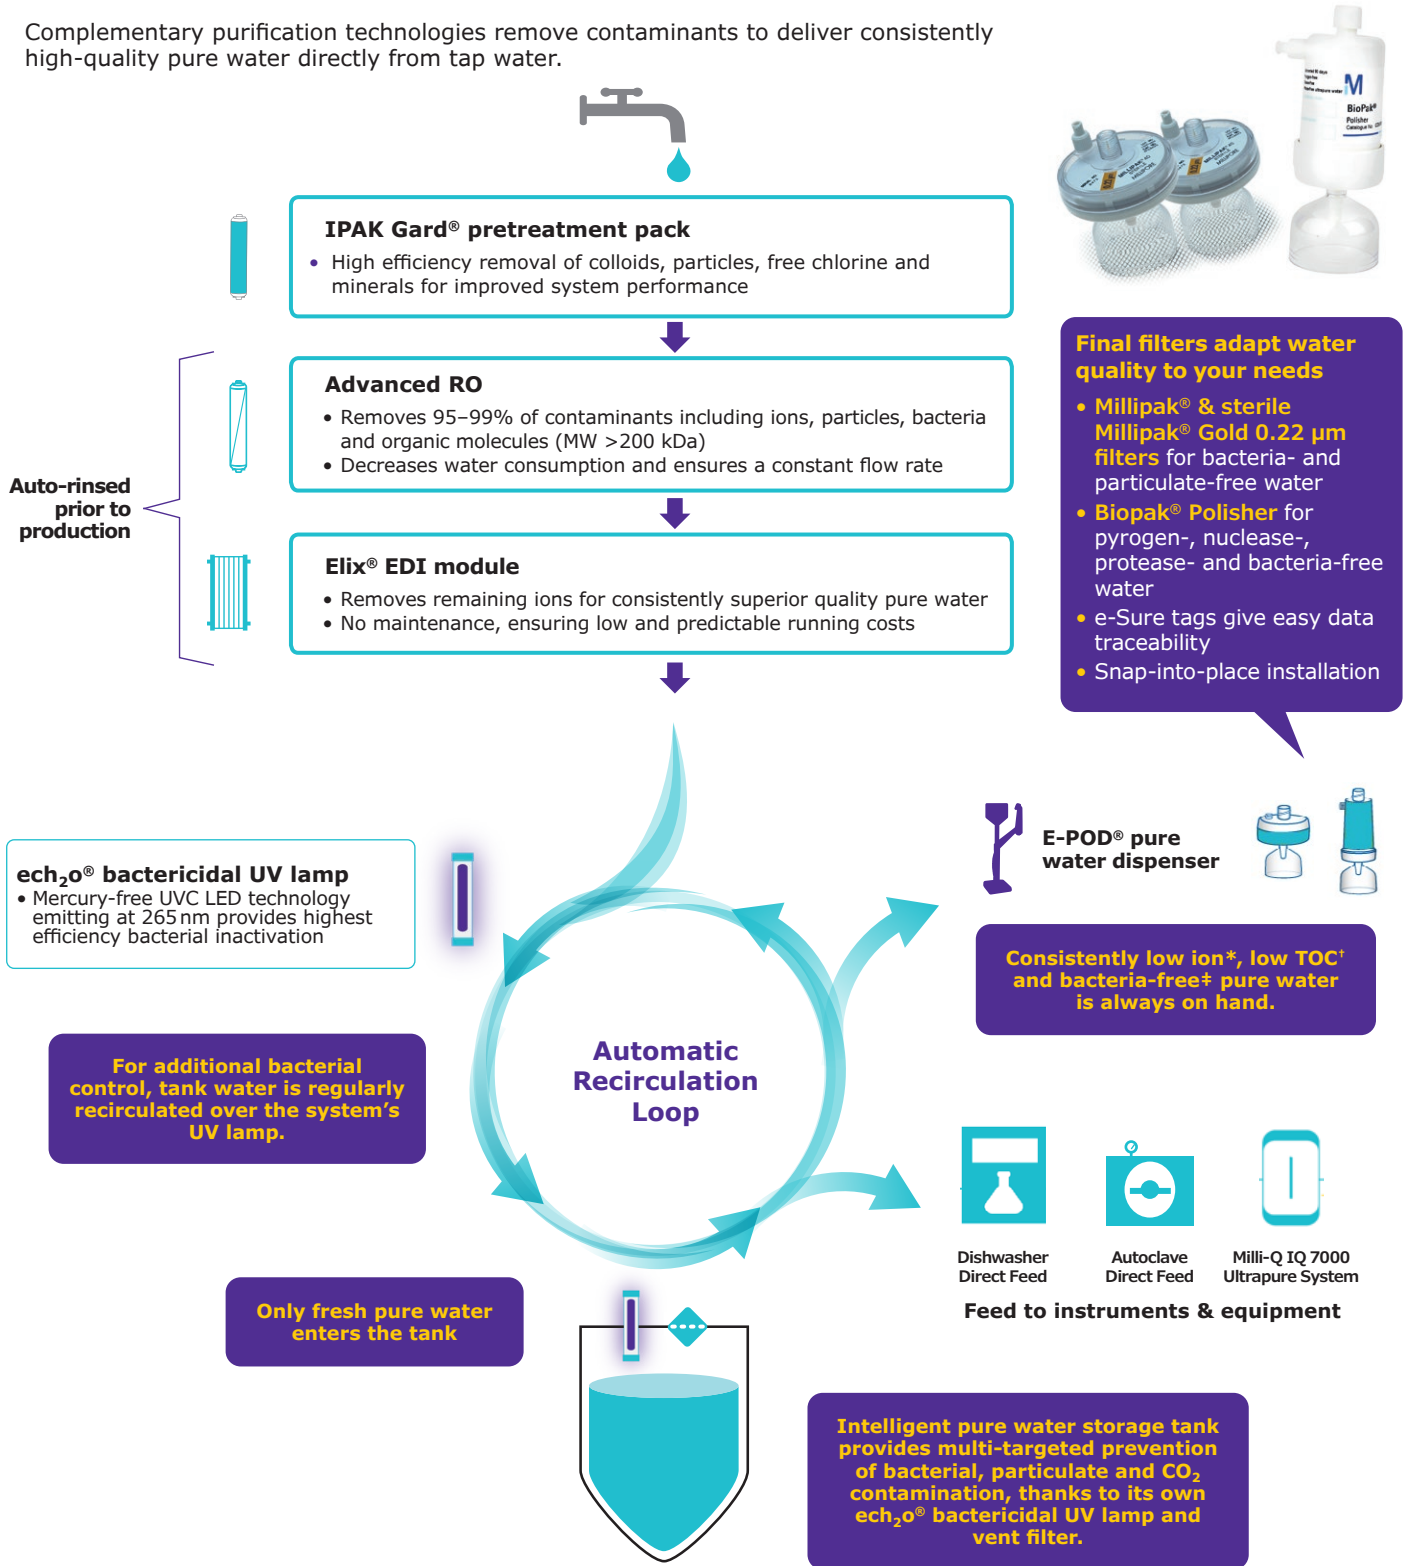 Complementary purification technologies remove contaminants to deliver consistently
high-quality pure water directly from tap water.
M
BioPak®
Polisher
IPAK Gard® pretreatment pack
• High efficiency removal of colloids, particles, free chlorine and
minerals for improved system performance
Advanced RO
• Removes 95–99% of contaminants including ions, particles, bacteria
and organic molecules (MW >200 kDa)
• Decreases water consumption and ensures a constant flow rate
Auto-rinsed
prior to
production
Elix® EDI module
• Removes remaining ions for consistently superior quality pure water
• No maintenance, ensuring low and predictable running costs
Final filters adapt water
quality to your needs
• Millipak® & sterile
Millipak® Gold 0.22 µm
filters for bacteria- and
particulate-free water
• Biopak® Polisher for
pyrogen-, nuclease-,
protease- and bacteria-free
water
• e-Sure tags give easy data
traceability
• Snap-into-place installation
ech₂o® bactericidal UV lamp
• Mercury-free UVC LED technology
emitting at 265 nm provides highest
efficiency bacterial inactivation
E-POD® pure
water dispenser
Consistently low ion*, low TOC†
and bacteria-free‡ pure water
is always on hand.
For additional bacterial
control, tank water is regularly
recirculated over the system’s
UV lamp.
Automatic
Recirculation
Loop
Dishwasher
Direct Feed
Autoclave
Direct Feed
Milli-Q IQ 7000
Ultrapure System
Feed to instruments & equipment
Only fresh pure water
enters the tank
Intelligent pure water storage tank
provides multi-targeted prevention
of bacterial, particulate and CO₂
contamination, thanks to its own
ech₂o® bactericidal UV lamp and
vent filter.